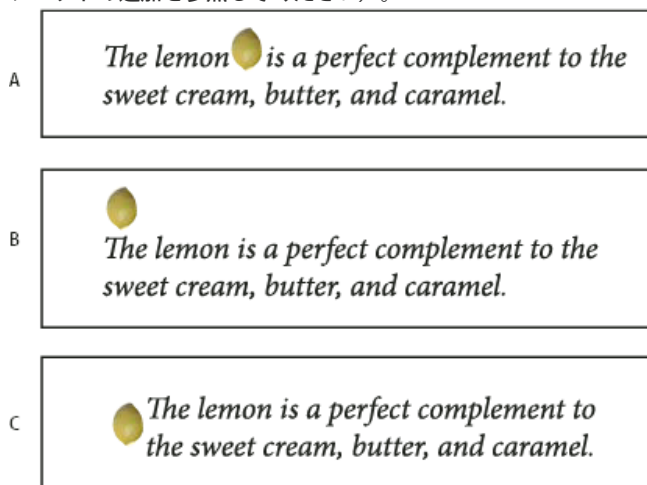 A
The lemon is a perfect complement to the
sweet cream, butter, and caramel.
B
The lemon is a perfect complement to the
sweet cream, butter, and caramel.
C
The lemon is a perfect complement to
the sweet cream, butter, and caramel.